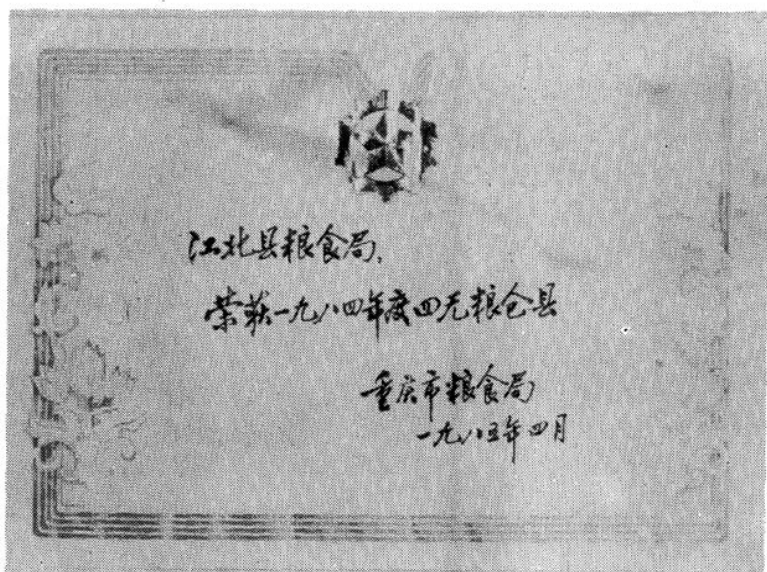 江北县粮食局：
荣获一九八四年度四无粮仓县
重庆市粮食局
一九八五年四月